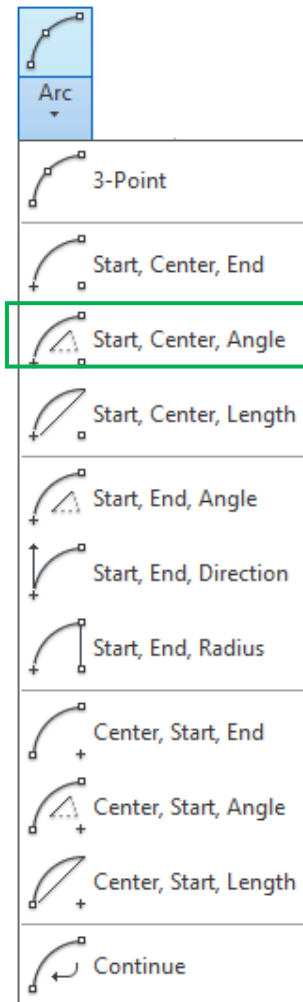 Arc
3-Point
Start, Center, End
Start, Center, Angle
Start, Center, Length
Start, End, Angle
Start, End, Direction
Start, End, Radius
Center, Start, End
Center, Start, Angle
Center, Start, Length
Continue